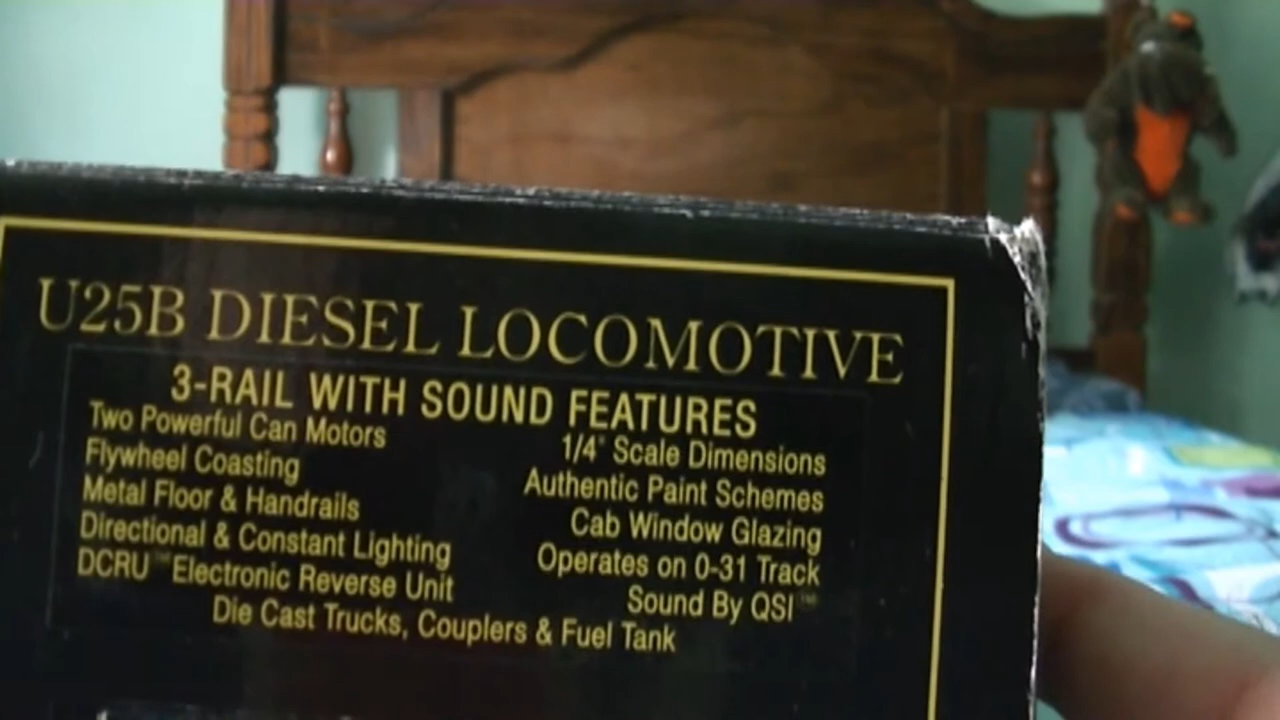 U25B DIESEL LOCOMOTIVE
3-RAIL WITH SOUND FEATURES
Two Powerful Can Motors
Flywheel Coasting
Metal Floor & Handrails
Directional & Constant Lighting
DCRU™ Electronic Reverse Unit
1/4" Scale Dimensions
Authentic Paint Schemes
Cab Window Glazing
Operates on 0-31 Track
Sound By QSI™
Die Cast Trucks, Couplers & Fuel Tank